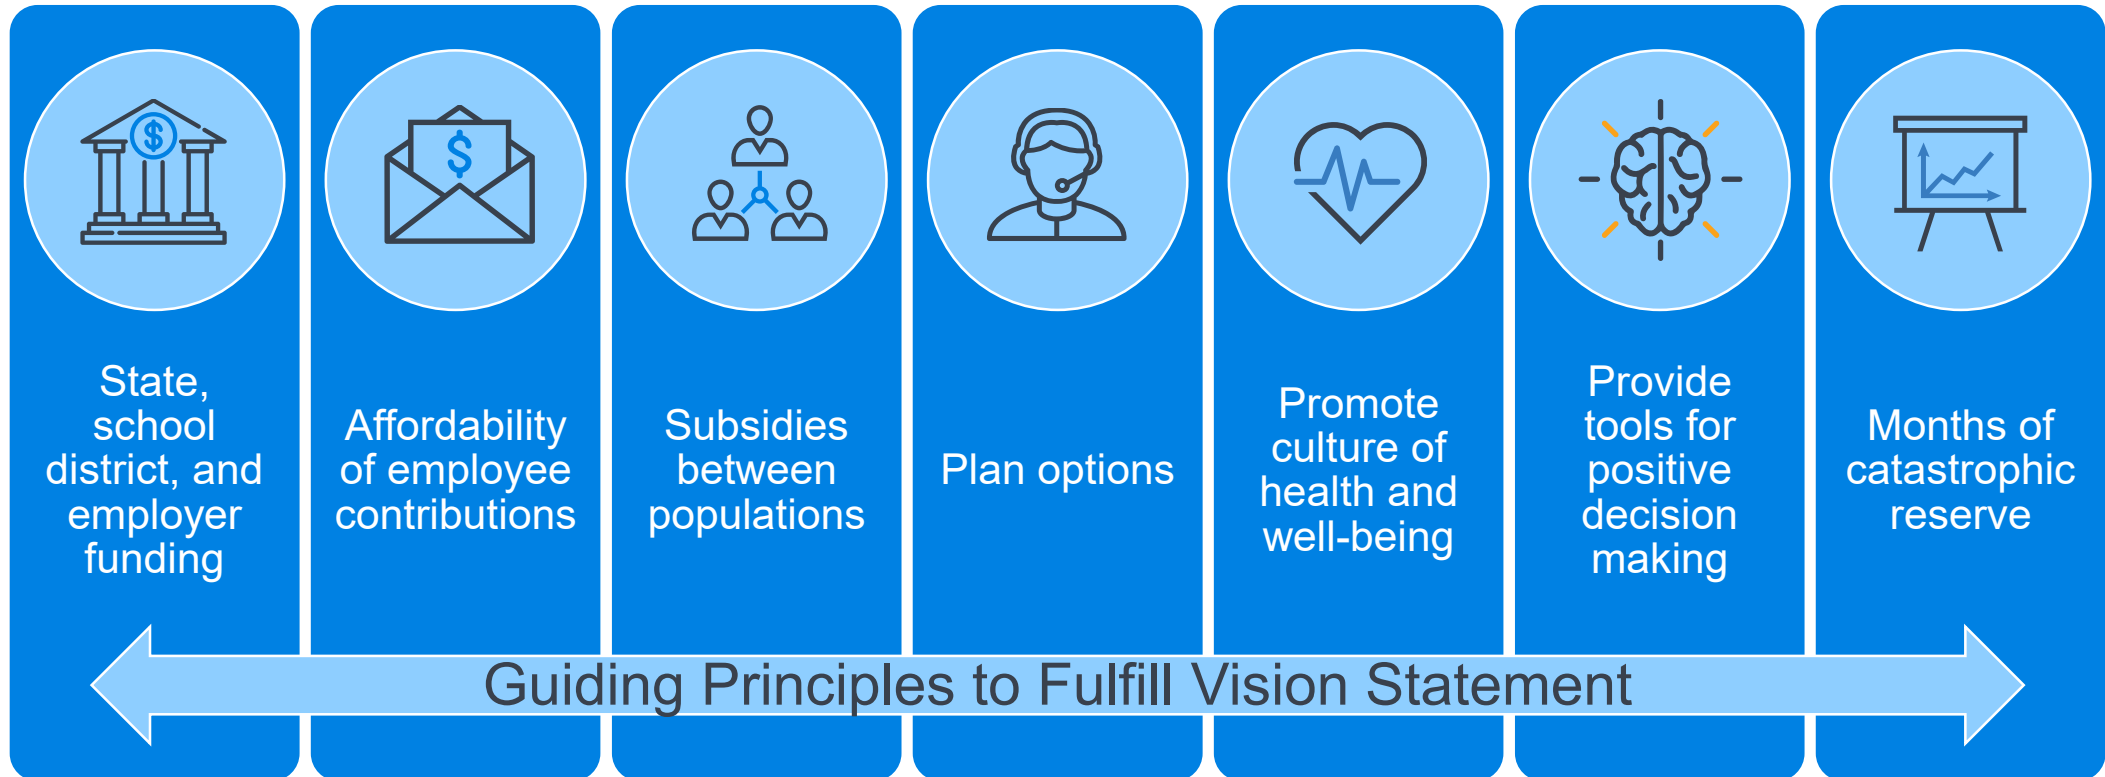 State,
school
district, and
employer
funding
Affordability
of employee
contributions
Subsidies
between
populations
Plan options
Promote
culture of
health and
well-being
Provide
tools for
positive
decision
making
Months of
catastrophic
reserve
Guiding Principles to Fulfill Vision Statement